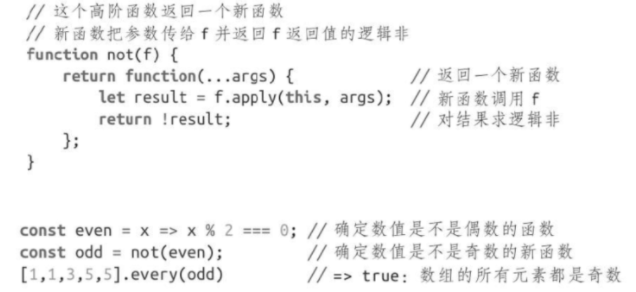 // 这个高阶函数返回一个新函数
// 新函数把参数传给 f 并返回 f 返回值的逻辑非
function not(f) {
    return function(...args) {             // 返回一个新函数
        let result = f.apply(this, args);  // 新函数调用 f
        return !result;                    // 对结果求逻辑非
    };
}
const even = x => x % 2 === 0; // 确定数值是不是偶数的函数
const odd = not(even);         // 确定数值是不是奇数的新函数
[1,1,3,5,5].every(odd)         // => true: 数组的所有元素都是奇数